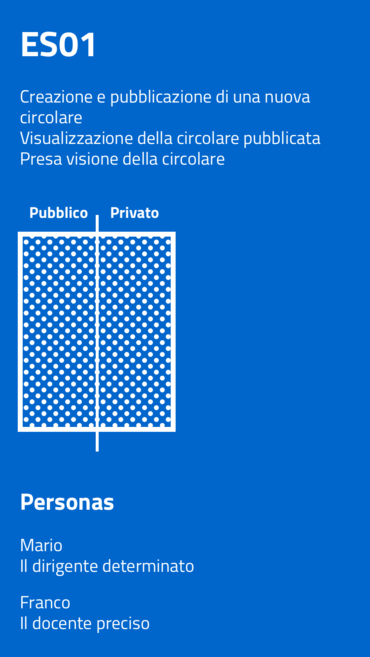 ES01
Creazione e pubblicazione di una nuova
circolare
Visualizzazione della circolare pubblicata
Presa visione della circolare
Pubblico Privato
Personas
Mario
Il dirigente determinato
Franco
Il docente preciso